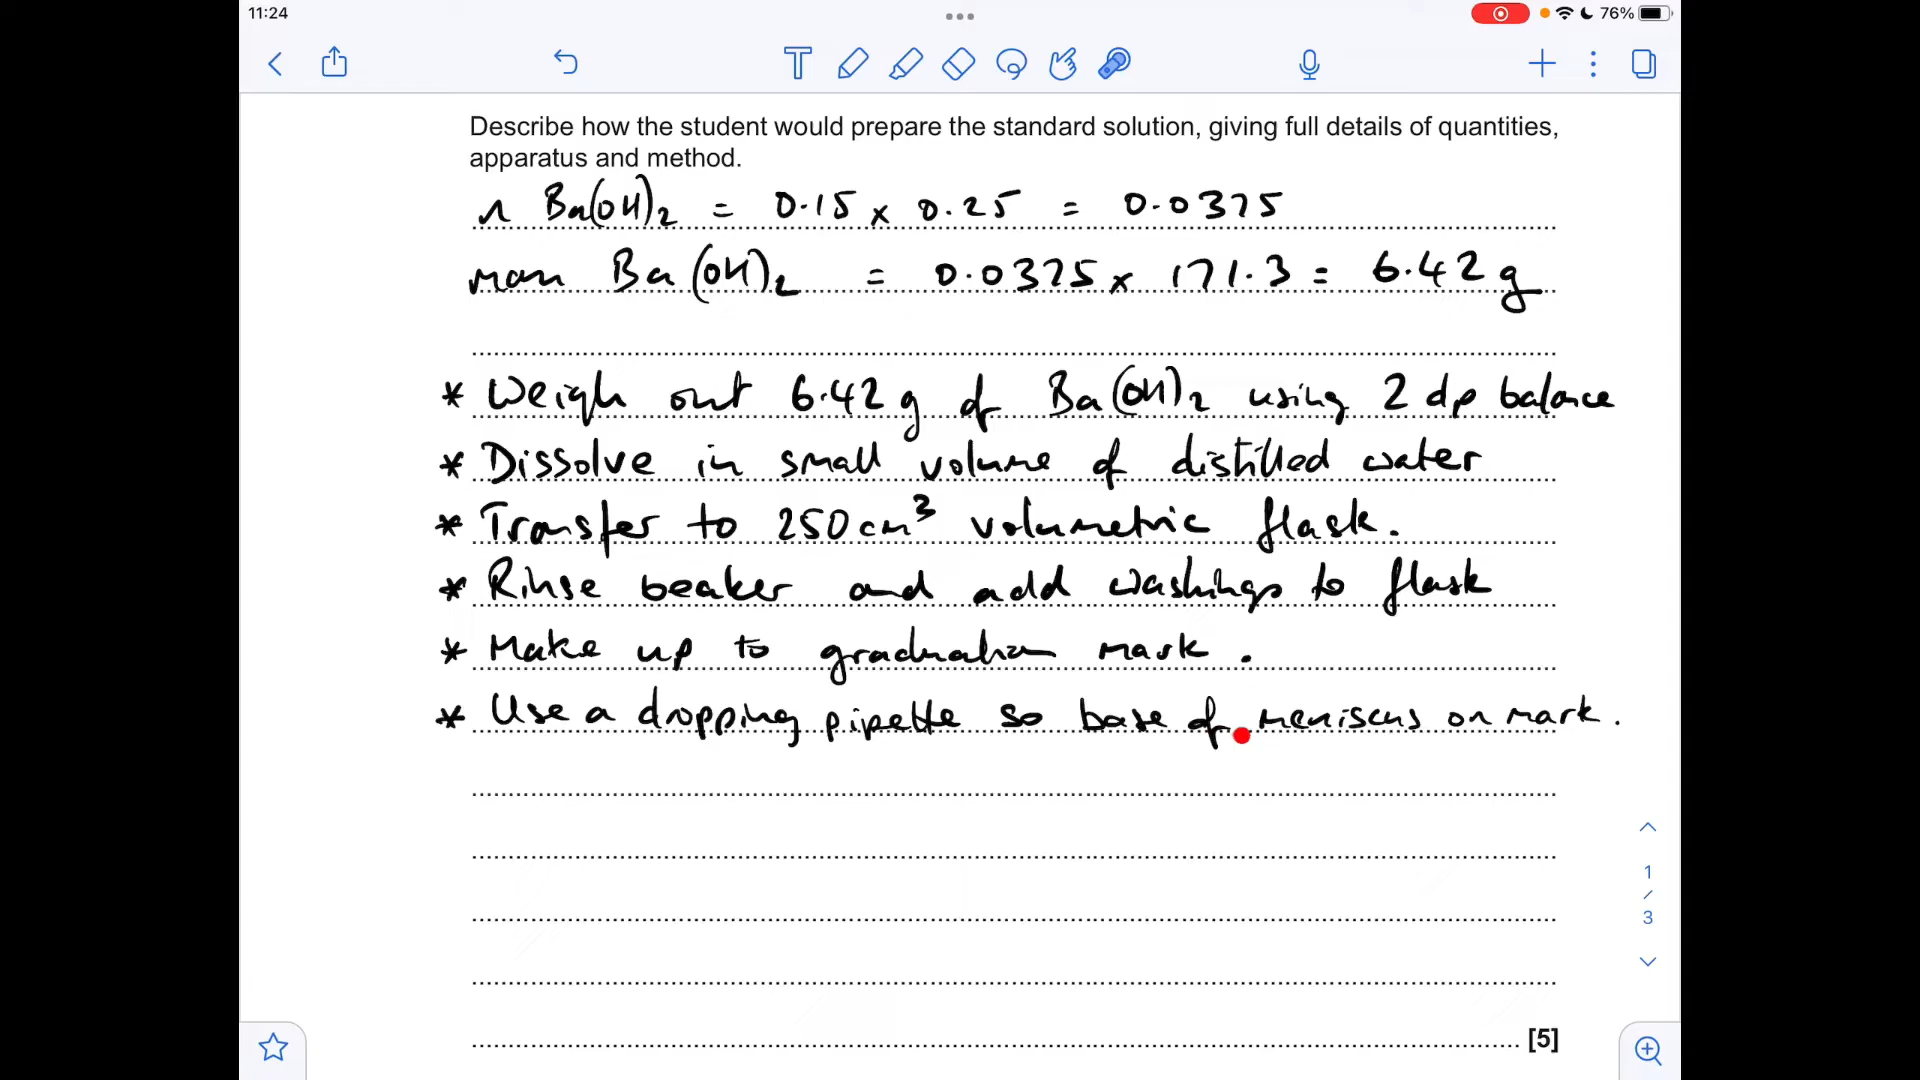 11:24
76%
Describe how the student would prepare the standard solution, giving full details of quantities,
apparatus and method.
n Ba(OH)₂ = 0.15 × 0.25 = 0.0375
mass Ba(OH)₂ = 0.0375 × 171.3 = 6.42 g
* Weigh out 6.42 g of Ba(OH)₂ using 2 dp balance
* Dissolve in small volume of distilled water
* Transfer to 250 cm³ volumetric flask.
* Rinse beaker and add washings to flask
* Make up to graduation mark.
* Use a dropping pipette so base of meniscus on mark.
1
/
3
[5]